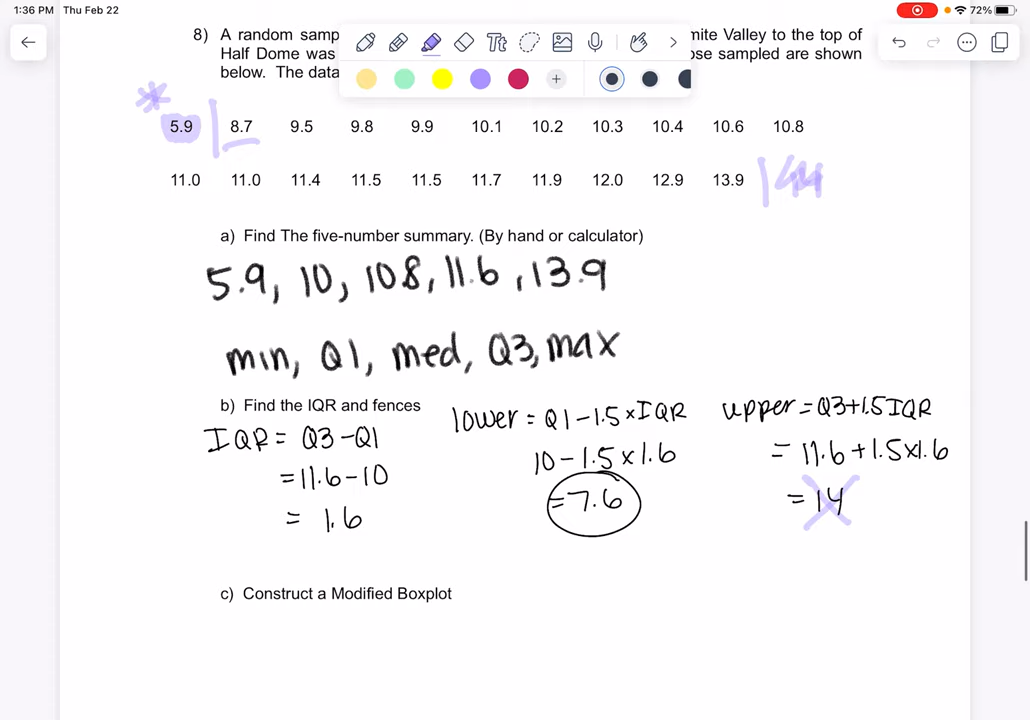 1:36 PM Thu Feb 22 72%
8) A random samp mite Valley to the top of
Half Dome was ose sampled are shown
below. The data
5.9 8.7 9.5 9.8 9.9 10.1 10.2 10.3 10.4 10.6 10.8
11.0 11.0 11.4 11.5 11.5 11.7 11.9 12.0 12.9 13.9
a) Find The five-number summary. (By hand or calculator)
5.9, 10, 108, 11.6, 13.9
min, Q1, med, Q3, max
b) Find the IQR and fences
IQR = Q3 - Q1
= 11.6 - 10
= 1.6
lower = Q1 - 1.5 × IQR
10 - 1.5 × 1.6
= 7.6
upper = Q3 + 1.5 IQR
= 11.6 + 1.5 × 1.6
= 14
c) Construct a Modified Boxplot